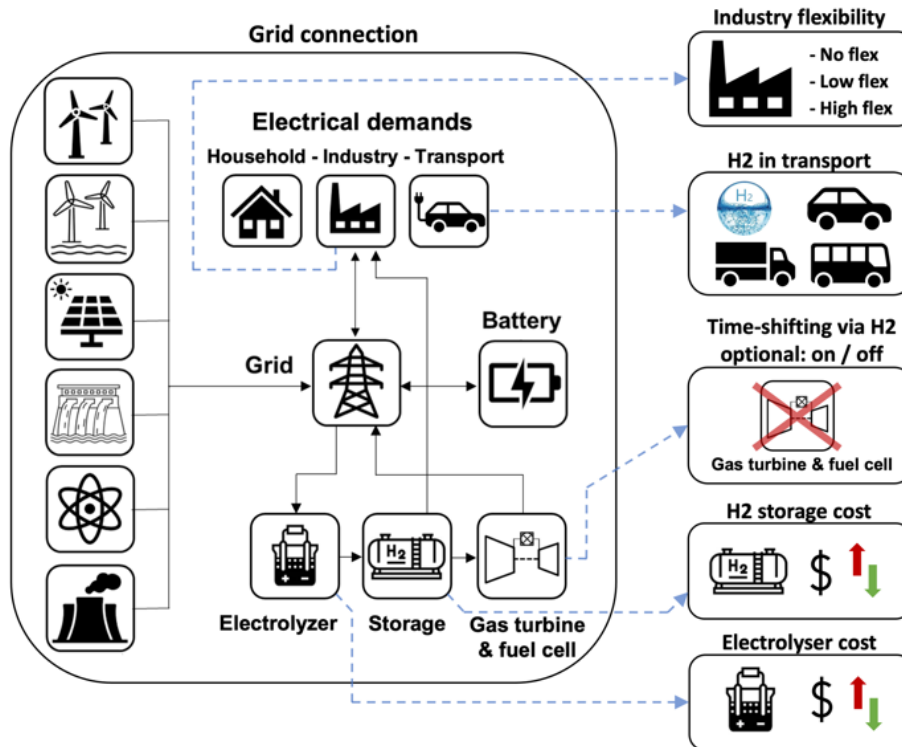 Grid connection
Electrical demands
Household - Industry - Transport
Grid
Battery
Electrolyzer
Storage
H₂
Gas turbine
& fuel cell
Industry flexibility
- No flex
- Low flex
- High flex
H2 in transport
H₂
Time-shifting via H2
optional: on / off
Gas turbine & fuel cell
H2 storage cost
H₂
$
Electrolyser cost
$